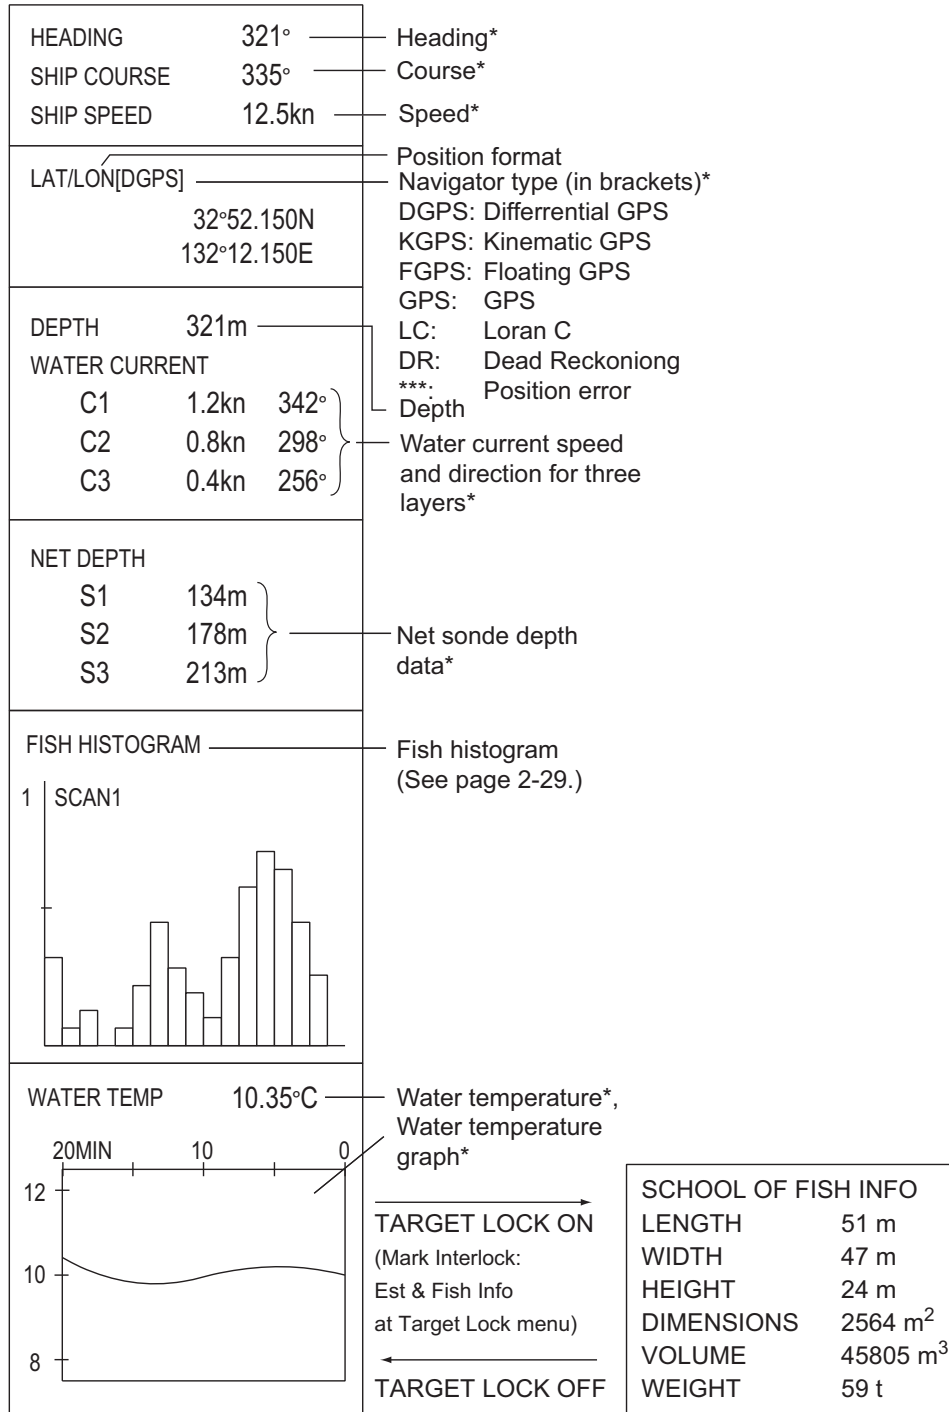 HEADING 321° Heading*
SHIP COURSE 335° Course*
SHIP SPEED 12.5kn Speed*
Position format
LAT/LON[DGPS] Navigator type (in brackets)*
32°52.150N
132°12.150E
DGPS: Differrential GPS
KGPS: Kinematic GPS
FGPS: Floating GPS
GPS: GPS
LC: Loran C
DR: Dead Reckoniong
***: Position error
DEPTH 321m
Depth
WATER CURRENT
C1 1.2kn 342°
C2 0.8kn 298°
C3 0.4kn 256°
Water current speed
and direction for three
layers*
NET DEPTH
S1 134m
S2 178m
S3 213m
Net sonde depth
data*
FISH HISTOGRAM
Fish histogram
(See page 2-29.)
1 SCAN1
WATER TEMP 10.35°C
Water temperature*,
Water temperature
graph*
20MIN 10 0
12
10
8
TARGET LOCK ON
(Mark Interlock:
Est & Fish Info
at Target Lock menu)
TARGET LOCK OFF
SCHOOL OF FISH INFO
LENGTH 51 m
WIDTH 47 m
HEIGHT 24 m
DIMENSIONS 2564 m²
VOLUME 45805 m³
WEIGHT 59 t